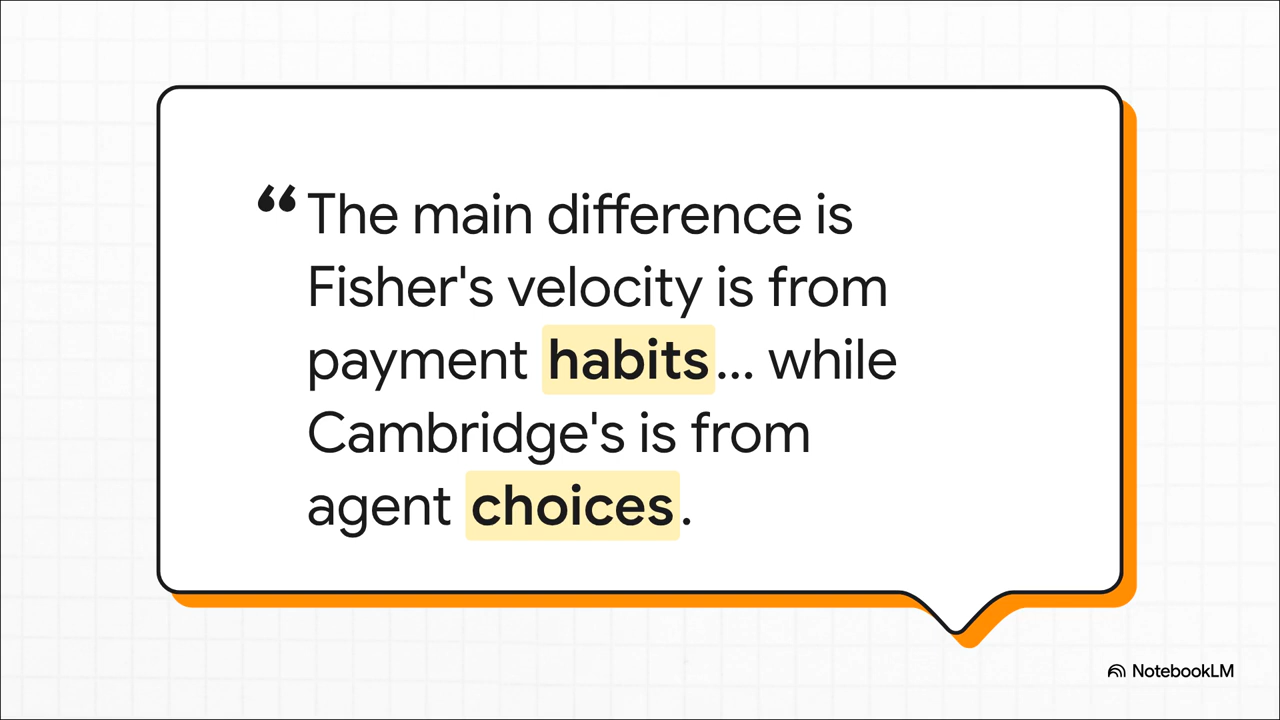 “The main difference is
Fisher's velocity is from
payment habits... while
Cambridge's is from
agent choices.
NotebookLM